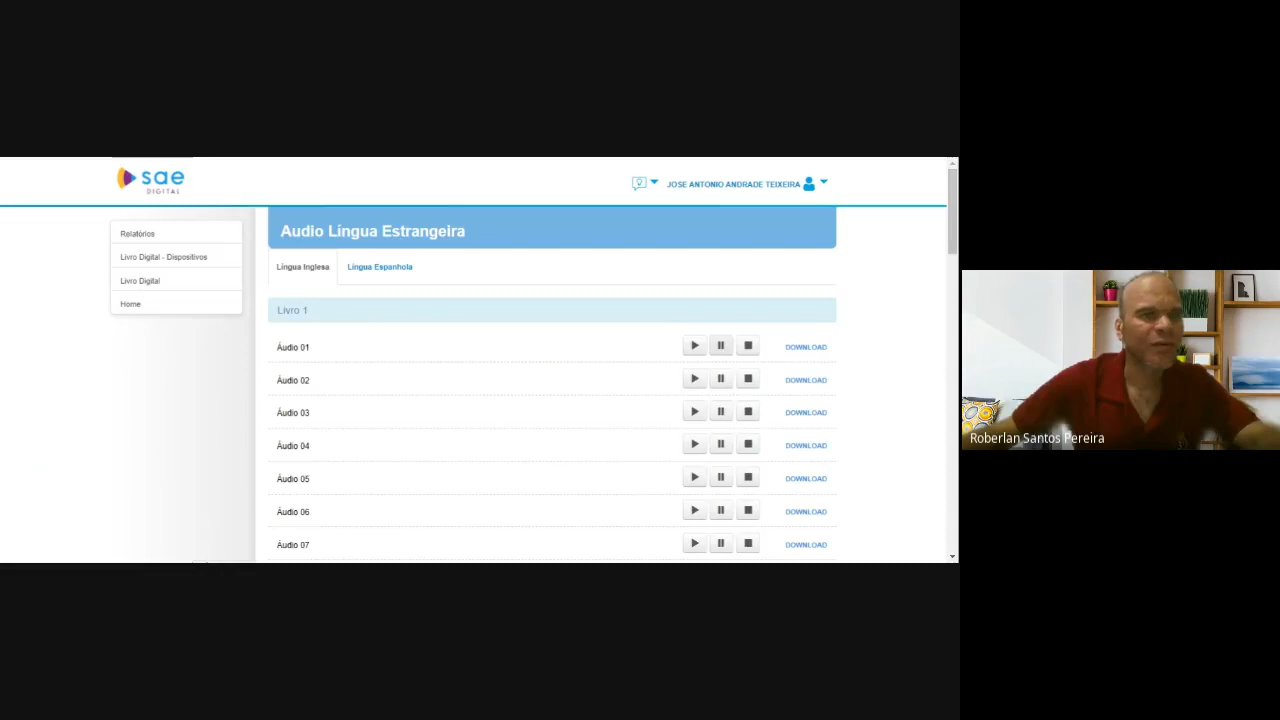 sae
DIGITAL
JOSE ANTONIO ANDRADE TEIXEIRA
Relatórios
Livro Digital - Dispositivos
Livro Digital
Home
Audio Língua Estrangeira
Língua Inglesa
Língua Espanhola
Livro 1
Áudio 01 DOWNLOAD
Áudio 02 DOWNLOAD
Áudio 03 DOWNLOAD
Áudio 04 DOWNLOAD
Áudio 05 DOWNLOAD
Áudio 06 DOWNLOAD
Áudio 07 DOWNLOAD
Roberlan Santos Pereira